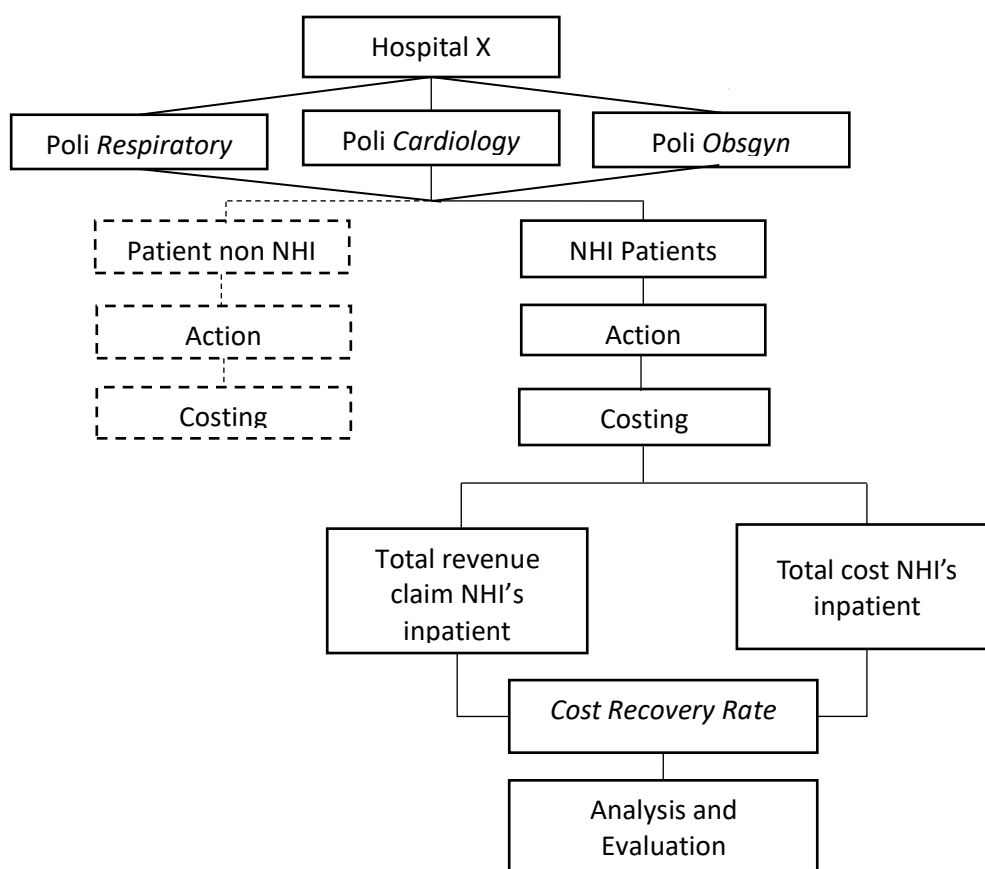 Hospital X
Poli Respiratory
Poli Cardiology
Poli Obsgyn
Patient non NHI
NHI Patients
Action
Action
Costing
Costing
Total revenue
claim NHI’s
inpatient
Total cost NHI’s
inpatient
Cost Recovery Rate
Analysis and
Evaluation